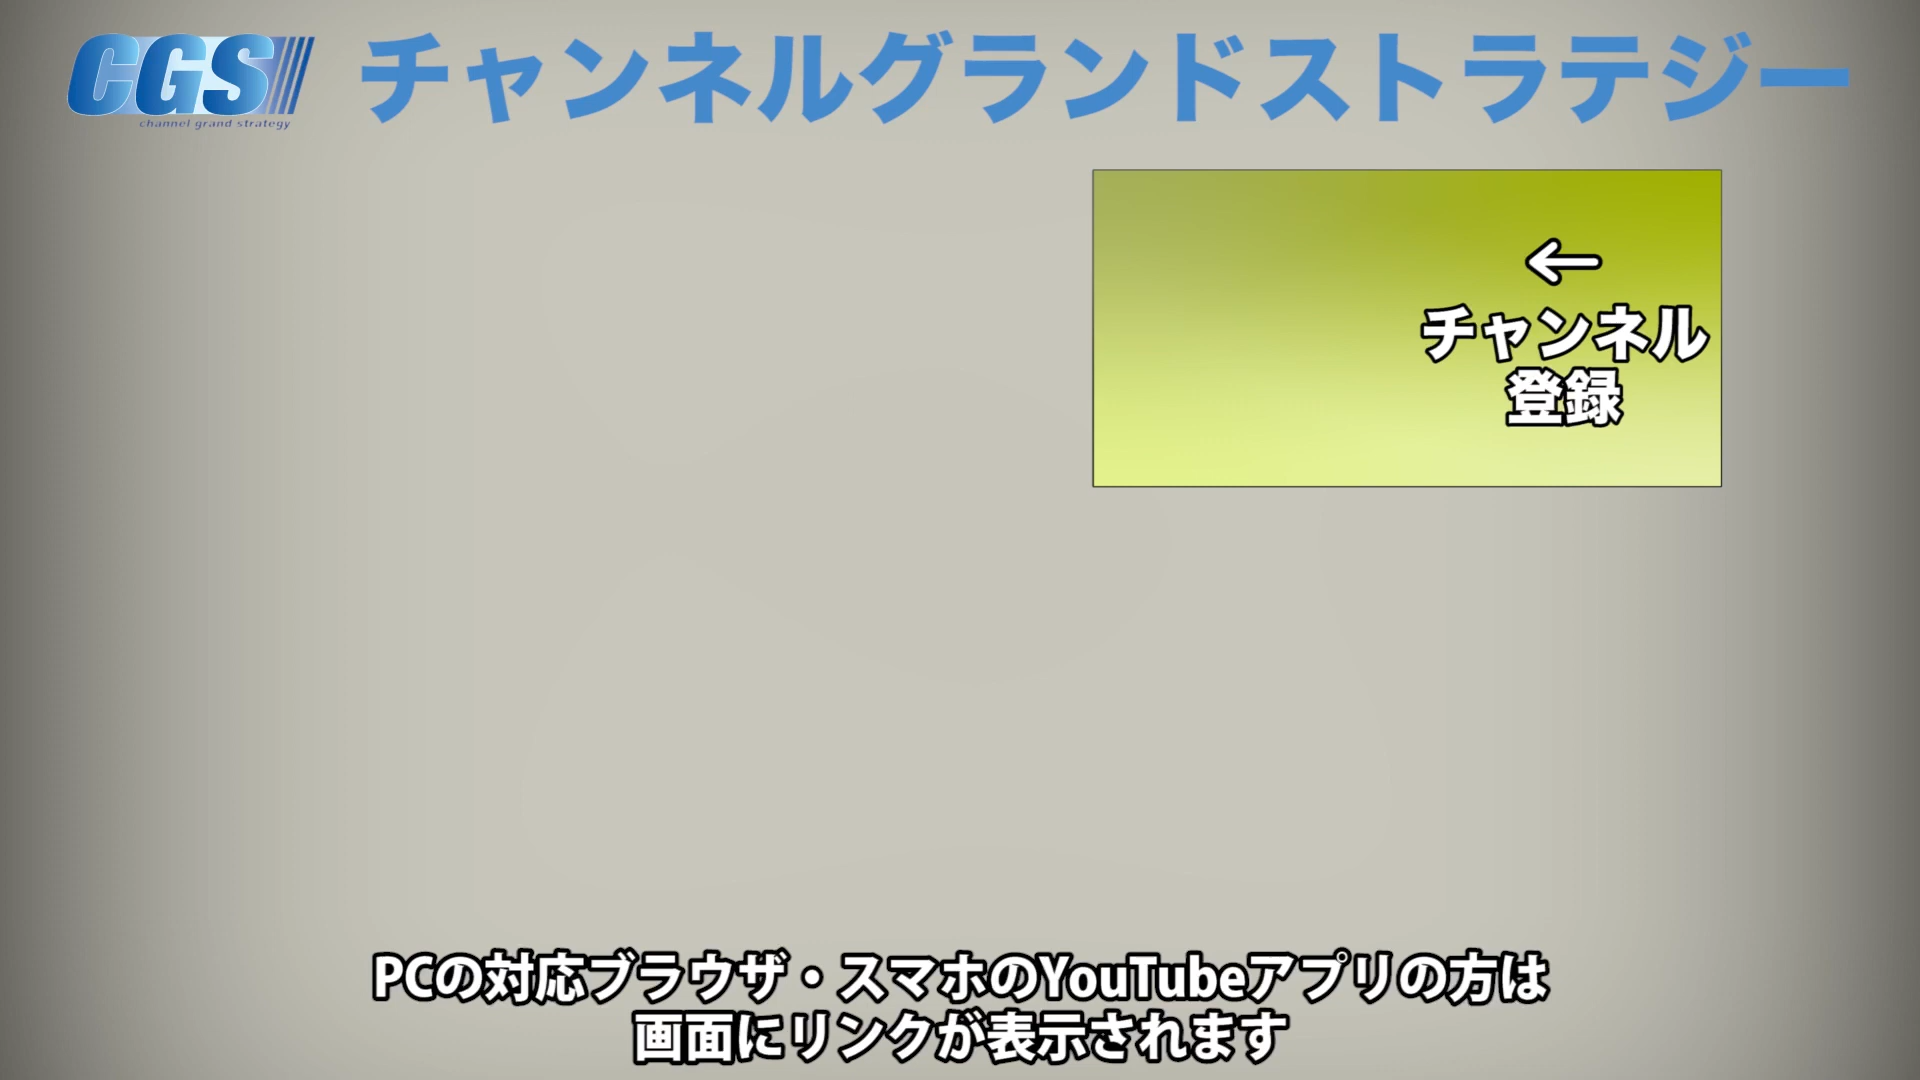 CGS
channel grand strategy
チャンネルグランドストラテジー
←
チャンネル
登録
PCの対応ブラウザ・スマホのYouTubeアプリの方は
画面にリンクが表示されます